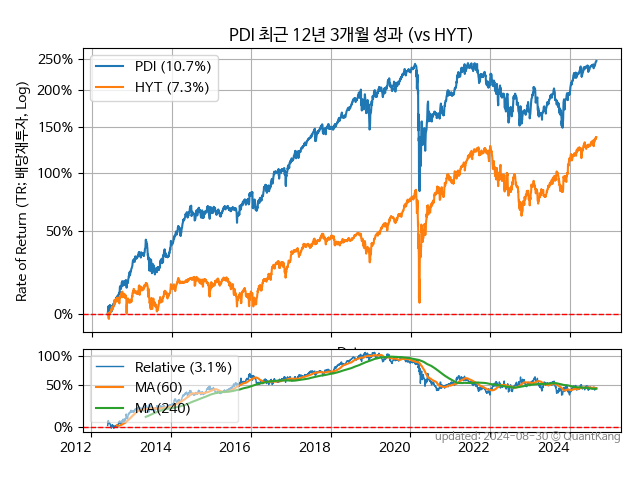 PDI 최근 12년 3개월 성과 (vs HYT)
Rate of Return (TR: 배당재투자, Log)
250%
200%
150%
100%
50%
0%
PDI (10.7%)
HYT (7.3%)
100%
50%
0%
Relative (3.1%)
MA(60)
MA(240)
2012
2014
2016
2018
2020
2022
2024
updated: 2024-08-30 © QuantKang